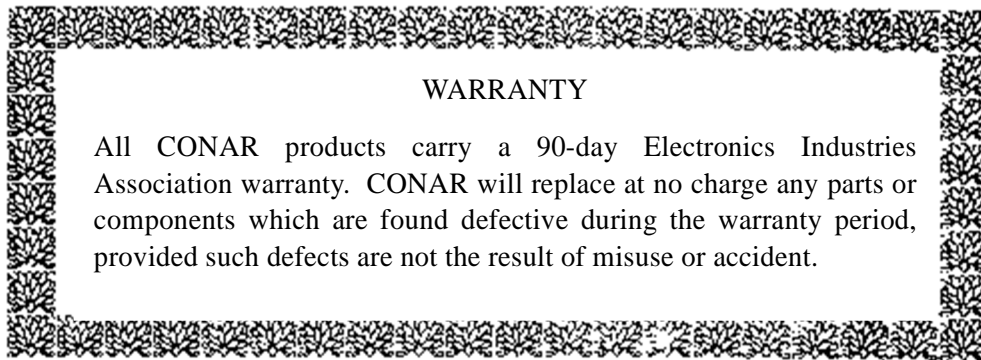 WARRANTY
All CONAR products carry a 90-day Electronics Industries
Association warranty. CONAR will replace at no charge any parts or
components which are found defective during the warranty period,
provided such defects are not the result of misuse or accident.